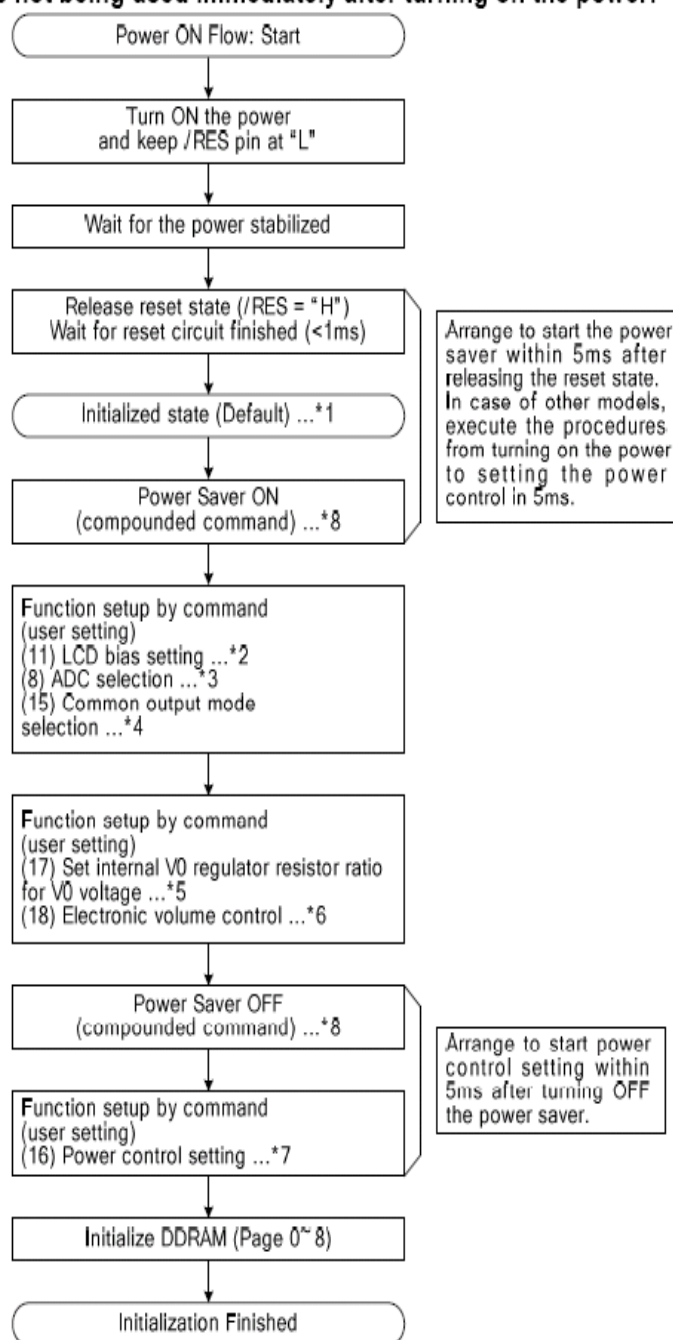 not being used immediately after turning on the power:
Power ON Flow: Start
Turn ON the power
and keep /RES pin at “L”
Wait for the power stabilized
Release reset state (/RES = “H”)
Wait for reset circuit finished (<1ms)
Arrange to start the power
saver within 5ms after
releasing the reset state.
In case of other models,
execute the procedures
from turning on the power
to setting the power
control in 5ms.
Initialized state (Default) ...*1
Power Saver ON
(compounded command) ...*8
Function setup by command
(user setting)
(11) LCD bias setting ...*2
(8) ADC selection ...*3
(15) Common output mode
selection ...*4
Function setup by command
(user setting)
(17) Set internal V0 regulator resistor ratio
for V0 voltage ...*5
(18) Electronic volume control ...*6
Power Saver OFF
(compounded command) ...*8
Arrange to start power
control setting within
5ms after turning OFF
the power saver.
Function setup by command
(user setting)
(16) Power control setting ...*7
Initialize DDRAM (Page 0~8)
Initialization Finished